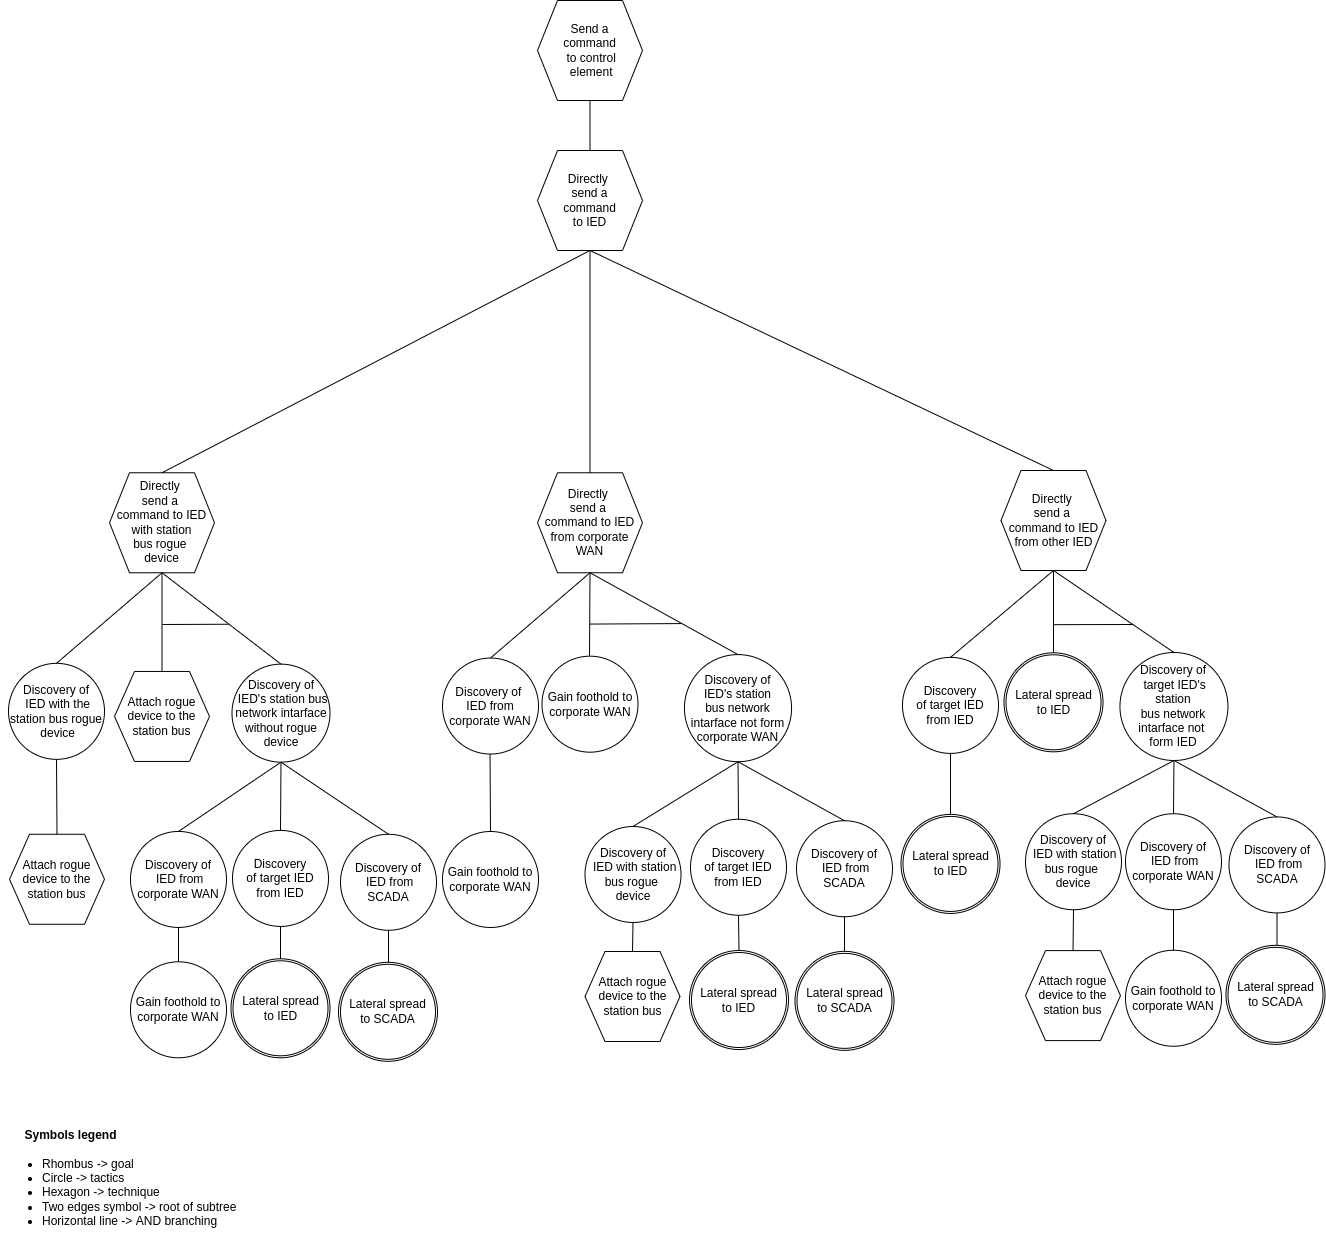 Send a
command
to control
element
Directly
send a
command
to IED
Directly
send a
command to IED
with station
bus rogue
device
Directly
send a
command to IED
from corporate
WAN
Directly
send a
command to IED
from other IED
Discovery of
IED with the
station bus rogue
device
Attach rogue
device to the
station bus
Discovery of
IED's station bus
network intarface
without rogue
device
Discovery of
IED from
corporate WAN
Gain foothold to
corporate WAN
Discovery of
IED's station
bus network
intarface not form
corporate WAN
Discovery
of target IED
from IED
Lateral spread
to IED
Discovery of
target IED's
station
bus network
intarface not
form IED
Attach rogue
device to the
station bus
Discovery of
IED from
corporate WAN
Discovery
of target IED
from IED
Discovery of
IED from
SCADA
Gain foothold to
corporate WAN
Discovery of
IED with station
bus rogue
device
Discovery
of target IED
from IED
Discovery of
IED from
SCADA
Lateral spread
to IED
Discovery of
IED with station
bus rogue
device
Discovery of
IED from
corporate WAN
Discovery of
IED from
SCADA
Gain foothold to
corporate WAN
Lateral spread
to IED
Lateral spread
to SCADA
Attach rogue
device to the
station bus
Lateral spread
to IED
Lateral spread
to SCADA
Attach rogue
device to the
station bus
Gain foothold to
corporate WAN
Lateral spread
to SCADA
Symbols legend
• Rhombus -> goal
• Circle -> tactics
• Hexagon -> technique
• Two edges symbol -> root of subtree
• Horizontal line -> AND branching